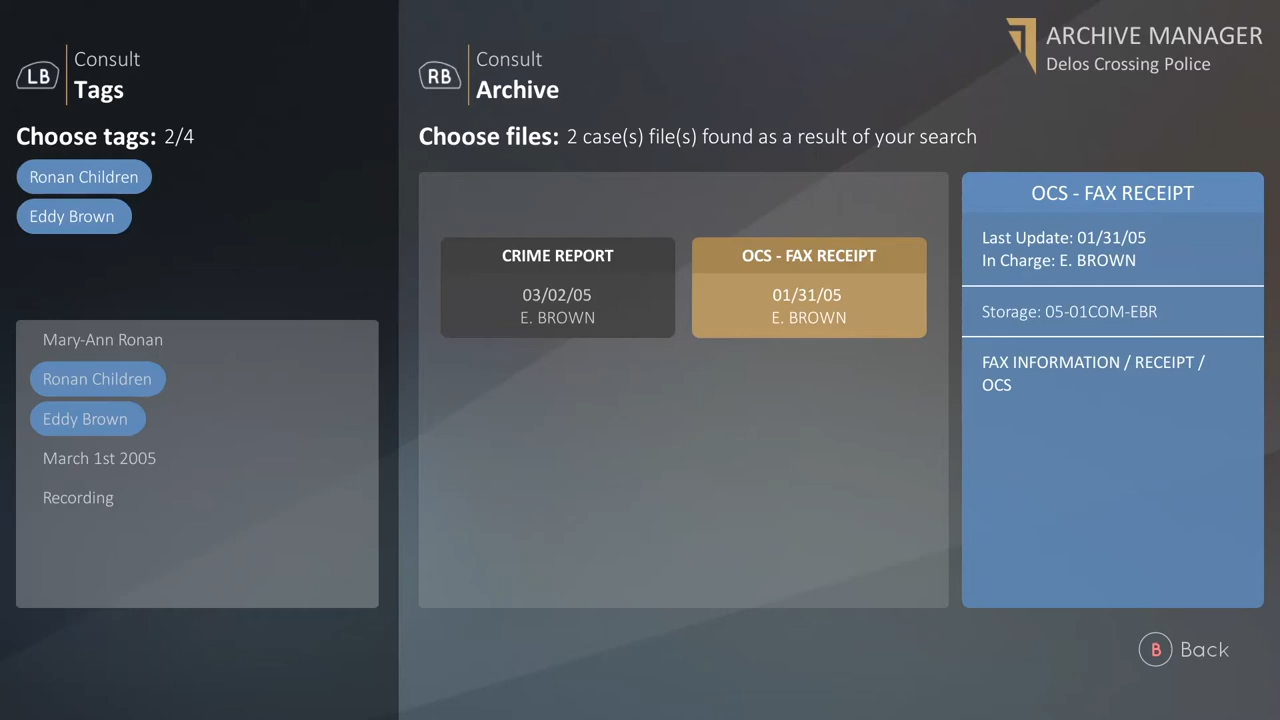 LB
Consult
Tags
Choose tags: 2/4
Ronan Children
Eddy Brown
Mary-Ann Ronan
Ronan Children
Eddy Brown
March 1st 2005
Recording
RB
Consult
Archive
ARCHIVE MANAGER
Delos Crossing Police
Choose files: 2 case(s) file(s) found as a result of your search
CRIME REPORT
03/02/05
E. BROWN
OCS - FAX RECEIPT
01/31/05
E. BROWN
OCS - FAX RECEIPT
Last Update: 01/31/05
In Charge: E. BROWN
Storage: 05-01COM-EBR
FAX INFORMATION / RECEIPT /
OCS
B Back